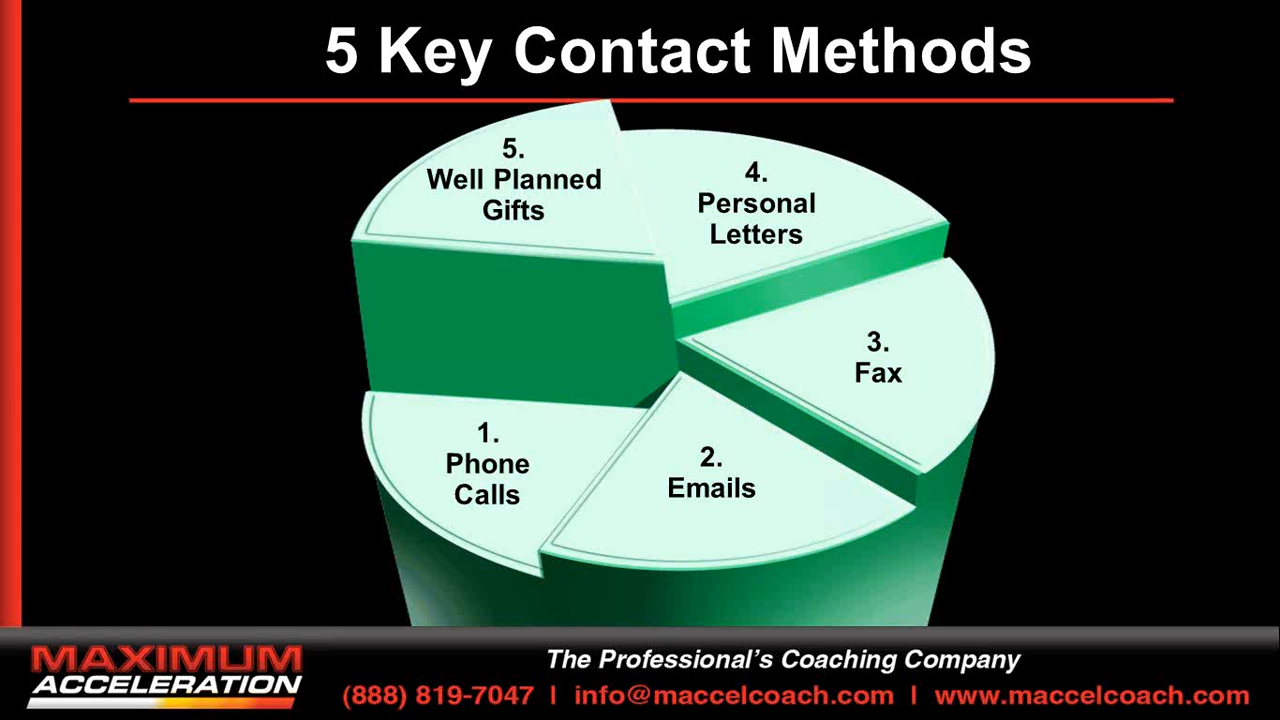 5 Key Contact Methods
5.
Well Planned
Gifts
4.
Personal
Letters
3.
Fax
1.
Phone
Calls
2.
Emails
MAXIMUM
ACCELERATION
The Professional's Coaching Company
(888) 819-7047 | info@maccelcoach.com | www.maccelcoach.com